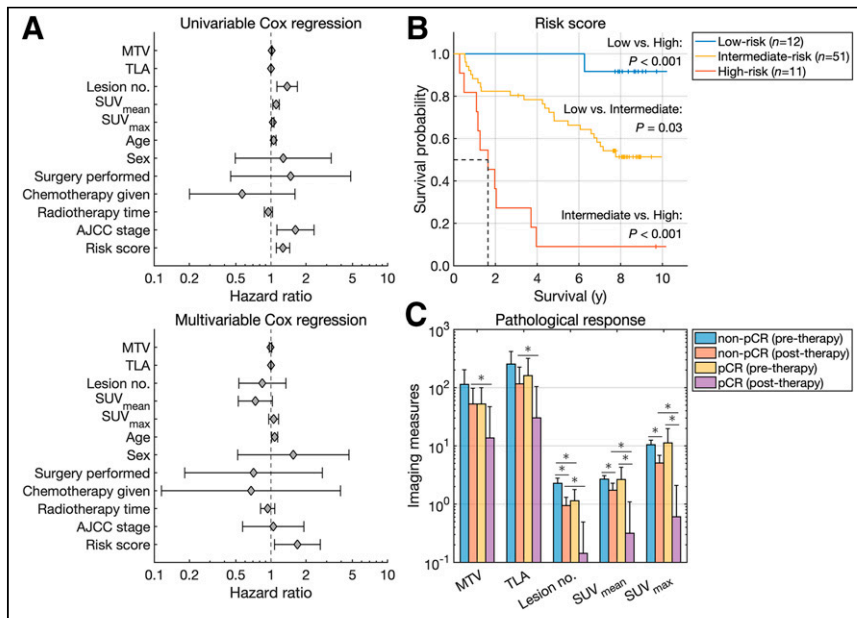 A
Univariable Cox regression
MTV
TLA
Lesion no.
SUVmean
SUVmax
Age
Sex
Surgery performed
Chemotherapy given
Radiotherapy time
AJCC stage
Risk score
0.1 0.2 0.5 1 2 5 10
Hazard ratio
Multivariable Cox regression
MTV
TLA
Lesion no.
SUVmean
SUVmax
Age
Sex
Surgery performed
Chemotherapy given
Radiotherapy time
AJCC stage
Risk score
0.1 0.2 0.5 1 2 5 10
Hazard ratio
B
Risk score
Survival probability
1.0
0.8
0.6
0.4
0.2
0.0
Low vs. High:
P < 0.001
Low vs. Intermediate:
P = 0.03
Intermediate vs. High:
P < 0.001
0 2 4 6 8 10
Survival (y)
Low-risk (n=12)
Intermediate-risk (n=51)
High-risk (n=11)
C
Pathological response
Imaging measures
10³
10²
10¹
10⁰
10⁻¹
* * * * * * * * * * *
MTV TLA Lesion no. SUV mean SUV max
non-pCR (pre-therapy)
non-pCR (post-therapy)
pCR (pre-therapy)
pCR (post-therapy)